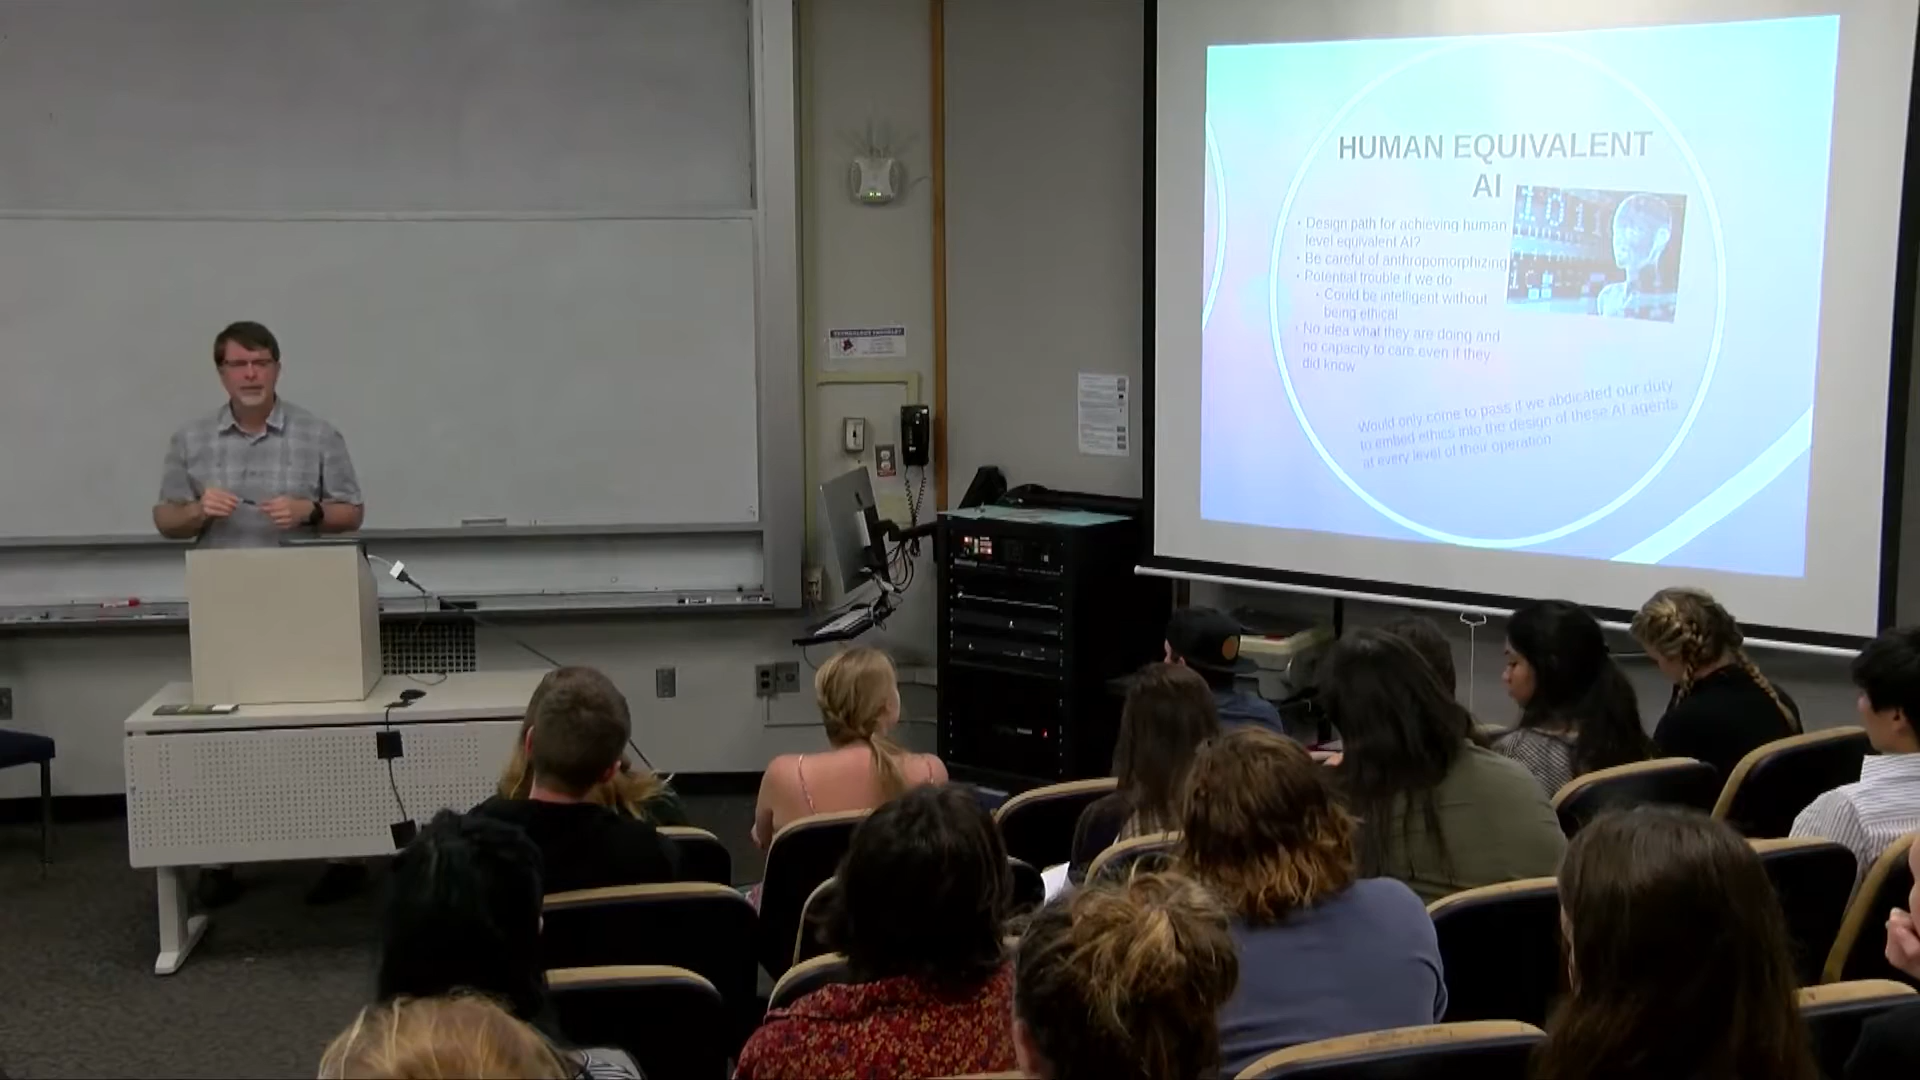 HUMAN EQUIVALENT
AI
• Design path for achieving human
level equivalent AI?
• Be careful of anthropomorphizing
• Potential trouble if we do
• Could be intelligent without
being ethical
• No idea what they are doing and
no capacity to care even if they
did know
Would only come to pass if we abdicated our duty
to embed ethics into the design of these AI agents
at every level of their operation